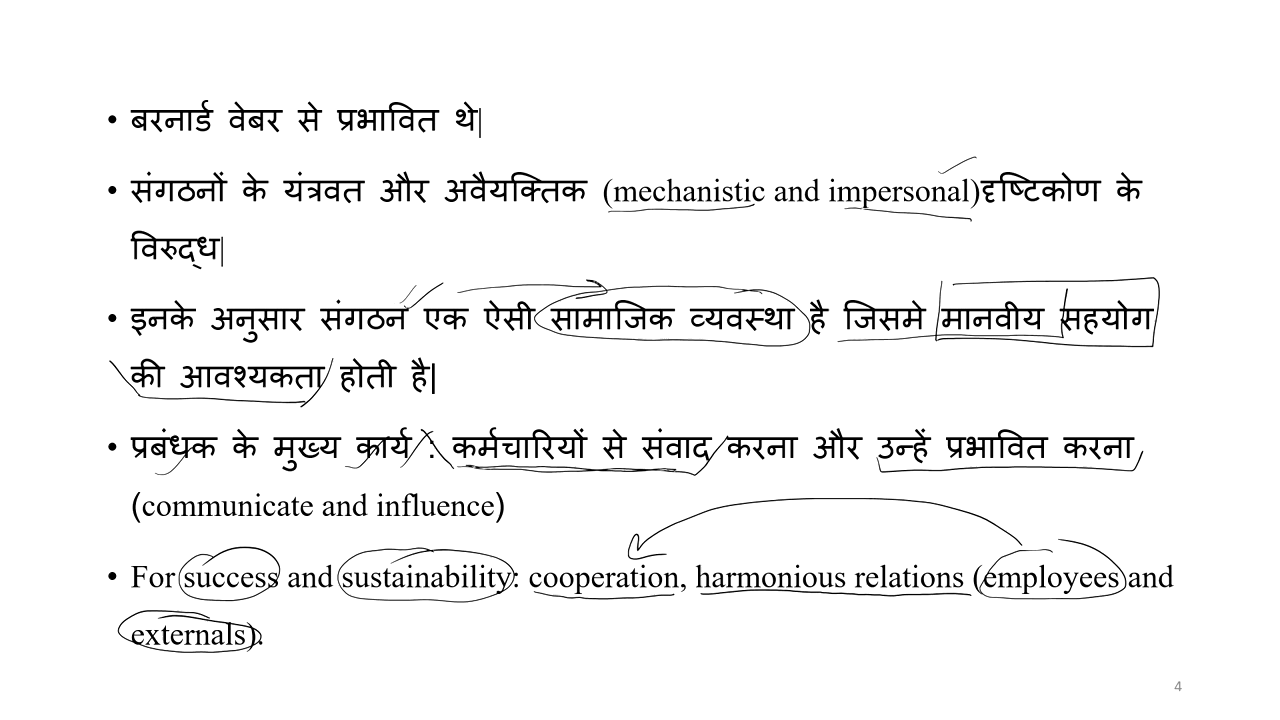 • बरनार्ड वेबर से प्रभावित थे|
• संगठनों के यंत्रवत और अवैयक्तिक (mechanistic and impersonal)दृष्टिकोण के
विरुद्ध|
• इनके अनुसार संगठन एक ऐसी सामाजिक व्यवस्था है जिसमे मानवीय सहयोग
की आवश्यकता होती है|
• प्रबंधक के मुख्य कार्य : कर्मचारियों से संवाद करना और उन्हें प्रभावित करना
(communicate and influence)
• For success and sustainability: cooperation, harmonious relations (employees and
externals).
4